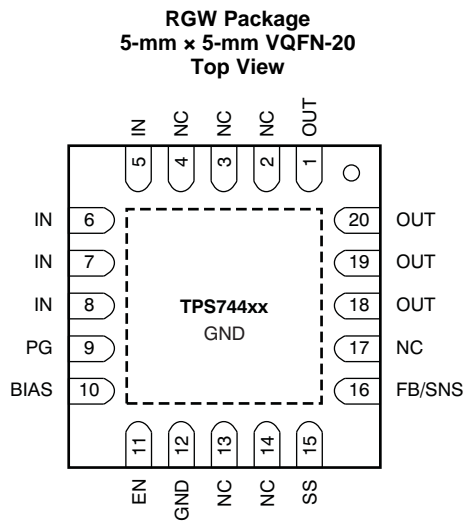 RGW Package
5-mm × 5-mm VQFN-20
Top View
IN NC NC NC OUT
5 4 3 2 1
IN 6 20 OUT
IN 7 19 OUT
IN 8 TPS744xx 18 OUT
GND
PG 9 17 NC
BIAS 10 16 FB/SNS
11 12 13 14 15
EN GND NC NC SS